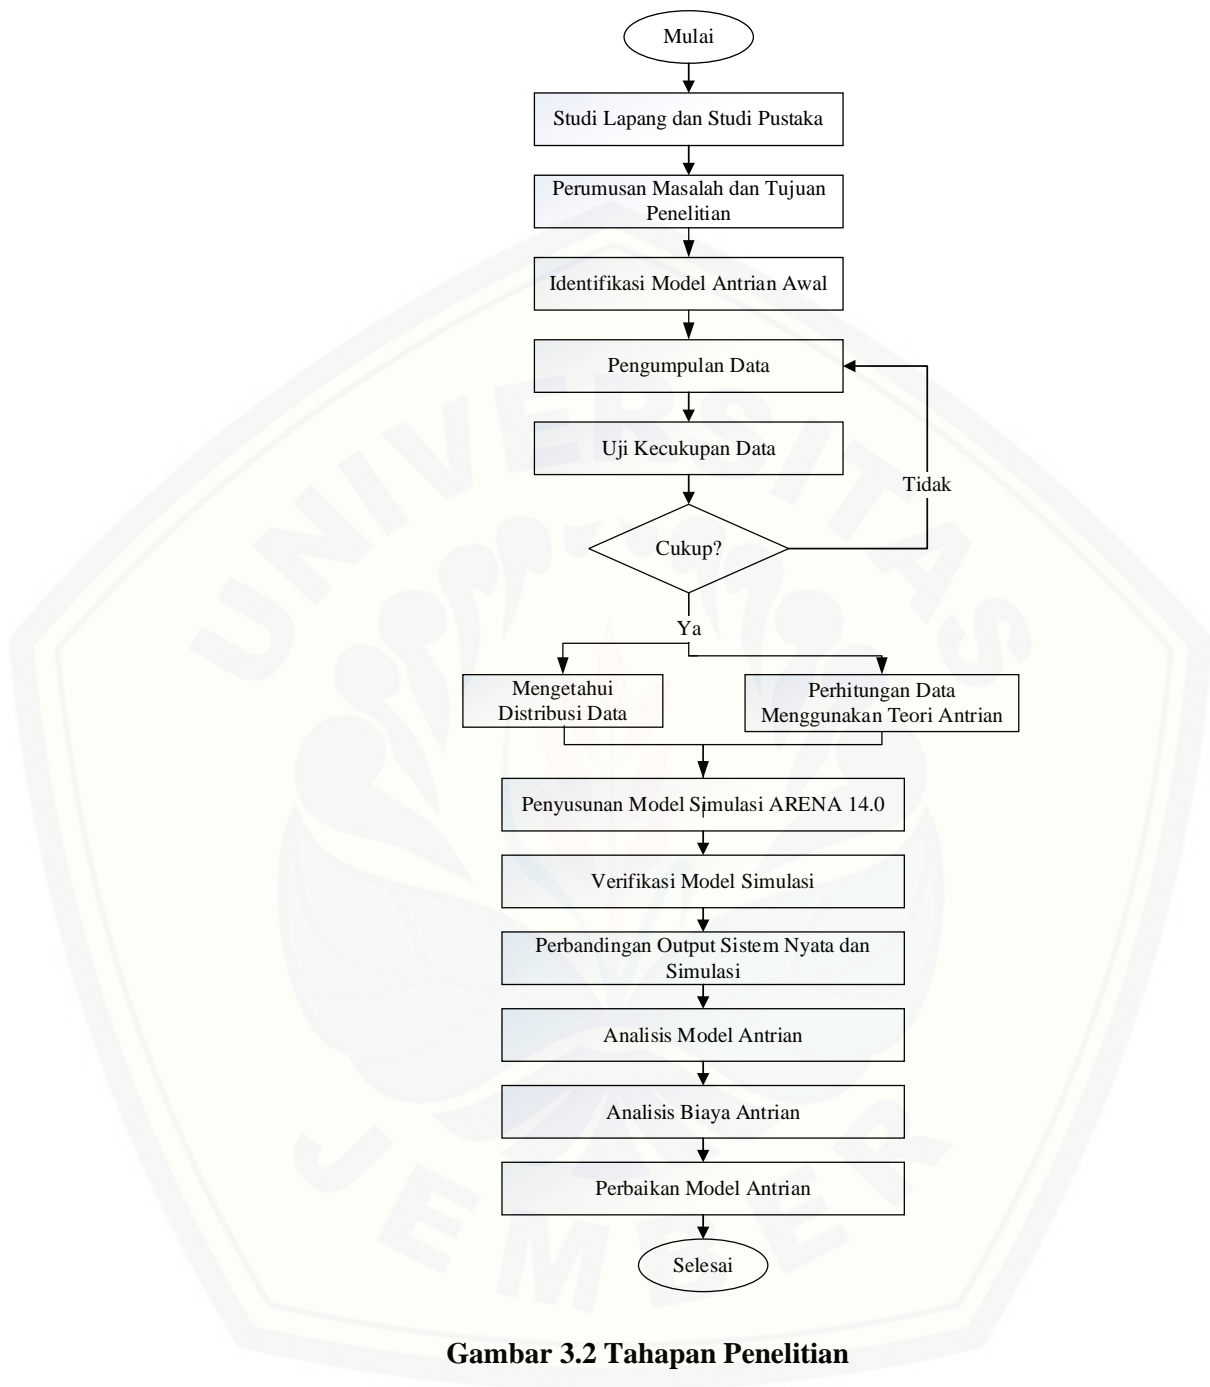 Mulai
Studi Lapang dan Studi Pustaka
Perumusan Masalah dan Tujuan
Penelitian
Identifikasi Model Antrian Awal
Pengumpulan Data
Uji Kecukupan Data
Tidak
Cukup?
Ya
Mengetahui
Distribusi Data
Perhitungan Data
Menggunakan Teori Antrian
Penyusunan Model Simulasi ARENA 14.0
Verifikasi Model Simulasi
Perbandingan Output Sistem Nyata dan
Simulasi
Analisis Model Antrian
Analisis Biaya Antrian
Perbaikan Model Antrian
Selesai
Gambar 3.2 Tahapan Penelitian
UNIVERSITAS
JEMBER